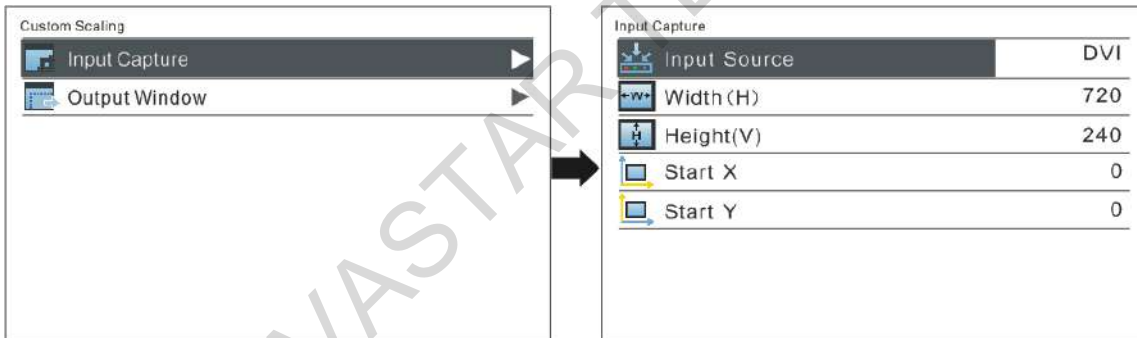 Custom Scaling
Input Capture
Output Window
Input Capture
Input Source DVI
Width(H) 720
Height(V) 240
Start X 0
Start Y 0